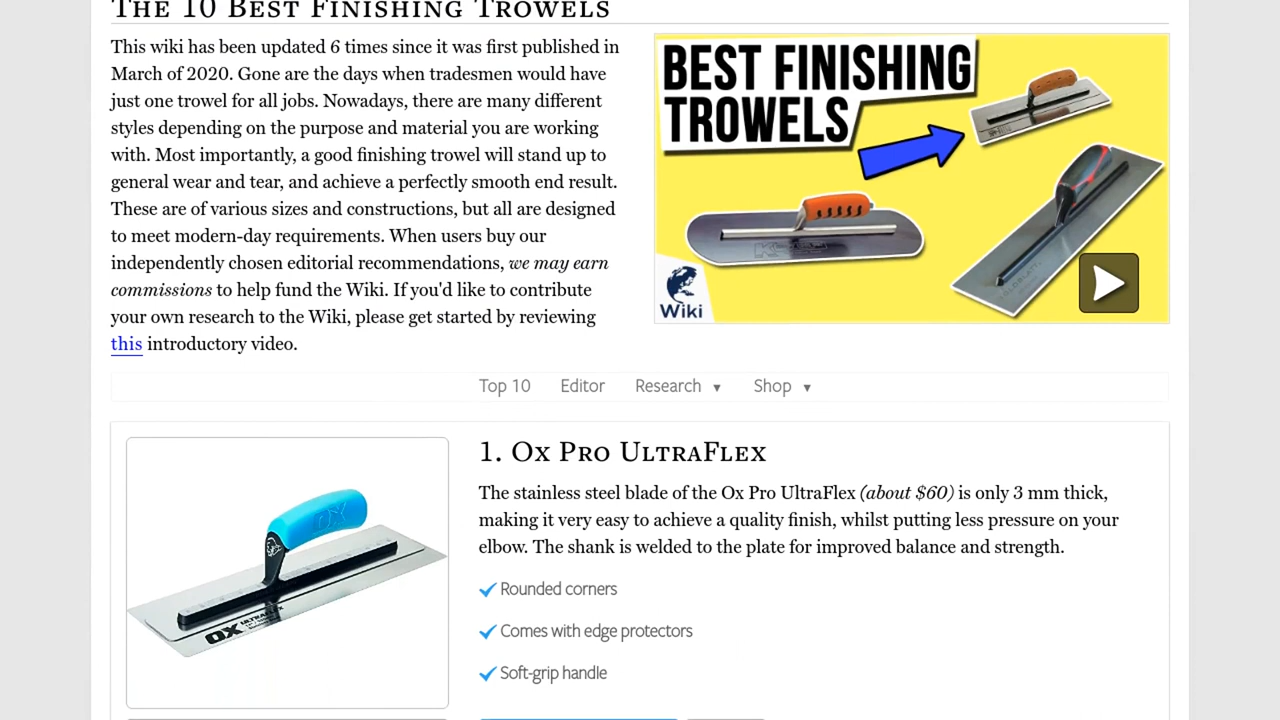 The 10 Best Finishing Trowels
This wiki has been updated 6 times since it was first published in
March of 2020. Gone are the days when tradesmen would have
just one trowel for all jobs. Nowadays, there are many different
styles depending on the purpose and material you are working
with. Most importantly, a good finishing trowel will stand up to
general wear and tear, and achieve a perfectly smooth end result.
These are of various sizes and constructions, but all are designed
to meet modern-day requirements. When users buy our
independently chosen editorial recommendations, we may earn
commissions to help fund the Wiki. If you'd like to contribute
your own research to the Wiki, please get started by reviewing
this introductory video.
BEST FINISHING
TROWELS
Wiki
Top 10 Editor Research ▼ Shop ▼
1. Ox Pro UltraFlex
The stainless steel blade of the Ox Pro UltraFlex (about $60) is only 3 mm thick,
making it very easy to achieve a quality finish, whilst putting less pressure on your
elbow. The shank is welded to the plate for improved balance and strength.
Rounded corners
Comes with edge protectors
Soft-grip handle
OX
OX ULTRAFLEX